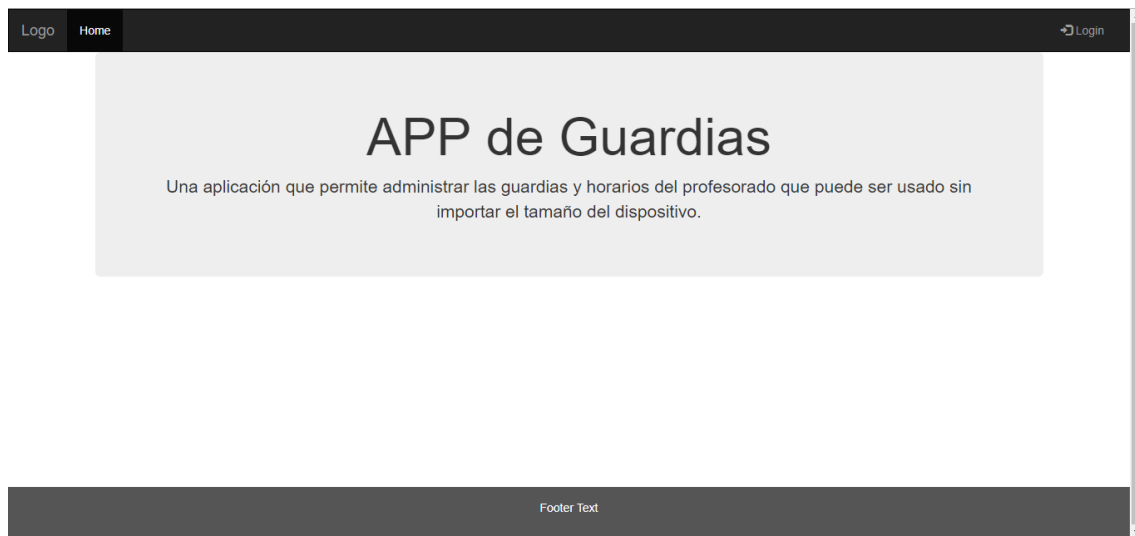 Logo Home Login
APP de Guardias
Una aplicación que permite administrar las guardias y horarios del profesorado que puede ser usado sin
importar el tamaño del dispositivo.
Footer Text